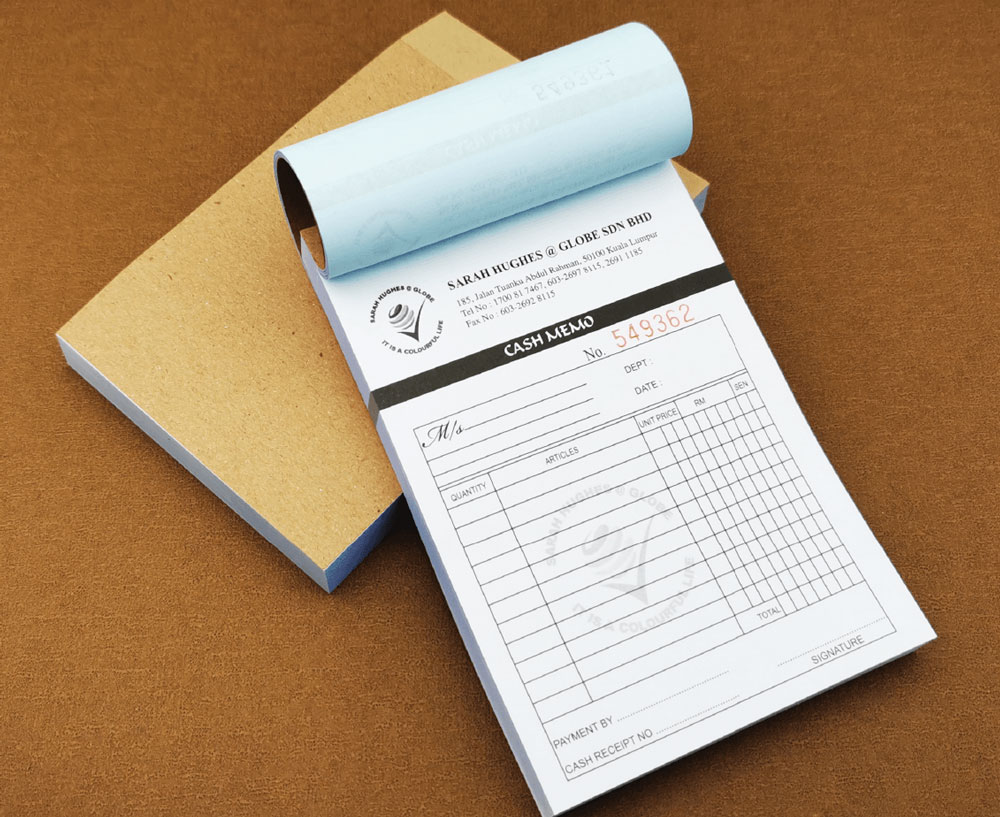 549361
SARAH HUGHES @ GLOBE SDN BHD
185, Jalan Tuanku Abdul Rahman, 50100 Kuala Lumpur
Tel No : 1700 81 7467, 603-2697 8115, 2691 1185
Fax No : 603-2692 8115
SARAH HUGHES @ GLOBE
IT IS A COLOURFUL LIFE
CASH MEMO
No. 549362
DEPT :
DATE :
M/s
QUANTITY ARTICLES UNIT PRICE RM SEN
SARAH HUGHES @ GLOBE
IT IS A COLOURFUL LIFE
TOTAL
PAYMENT BY SIGNATURE
CASH RECEIPT NO